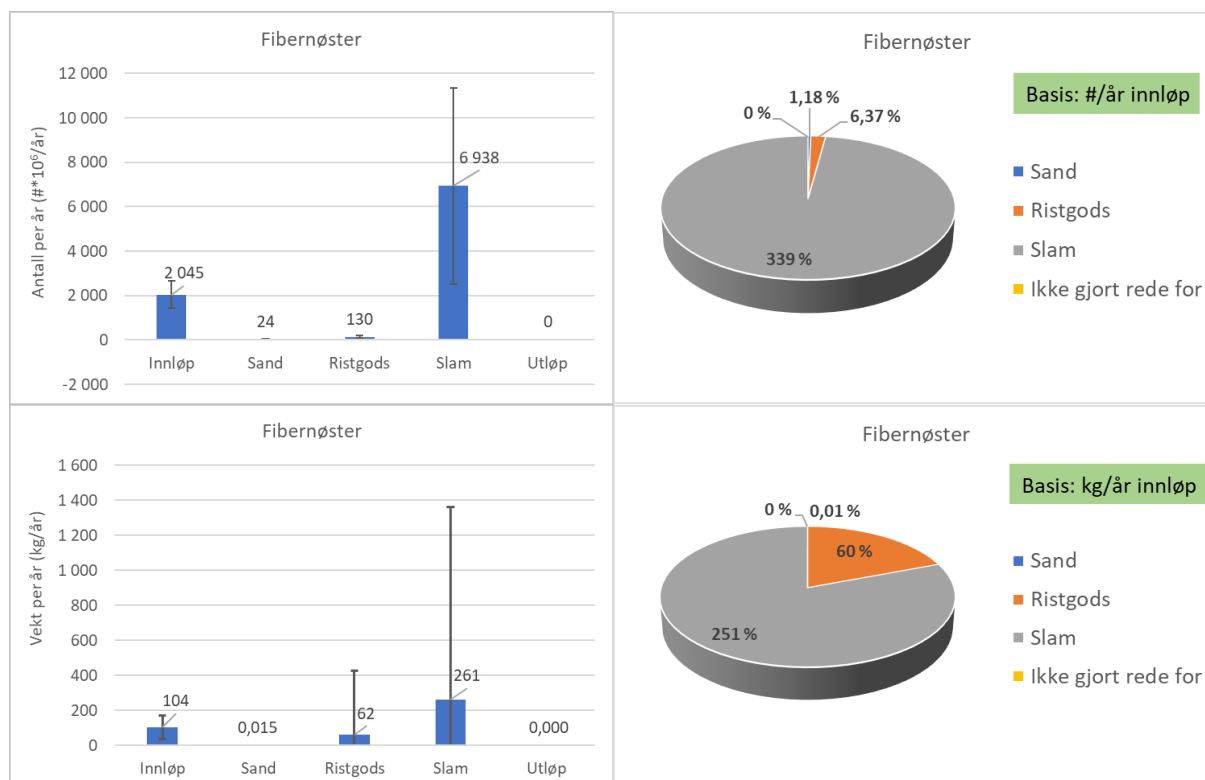 Fibernøster
Antall per år (#*10⁶/år)
12 000
10 000
8 000
6 000
4 000
2 000
0
-2 000
2 045
24
130
6 938
0
Innløp
Sand
Ristgods
Slam
Utløp
Fibernøster
Basis: #/år innløp
0 %
1,18 %
6,37 %
339 %
Sand
Ristgods
Slam
Ikke gjort rede for
Fibernøster
Vekt per år (kg/år)
1 600
1 400
1 200
1 000
800
600
400
200
0
104
0,015
62
261
0,000
Innløp
Sand
Ristgods
Slam
Utløp
Fibernøster
Basis: kg/år innløp
0 %
0,01 %
60 %
251 %
Sand
Ristgods
Slam
Ikke gjort rede for